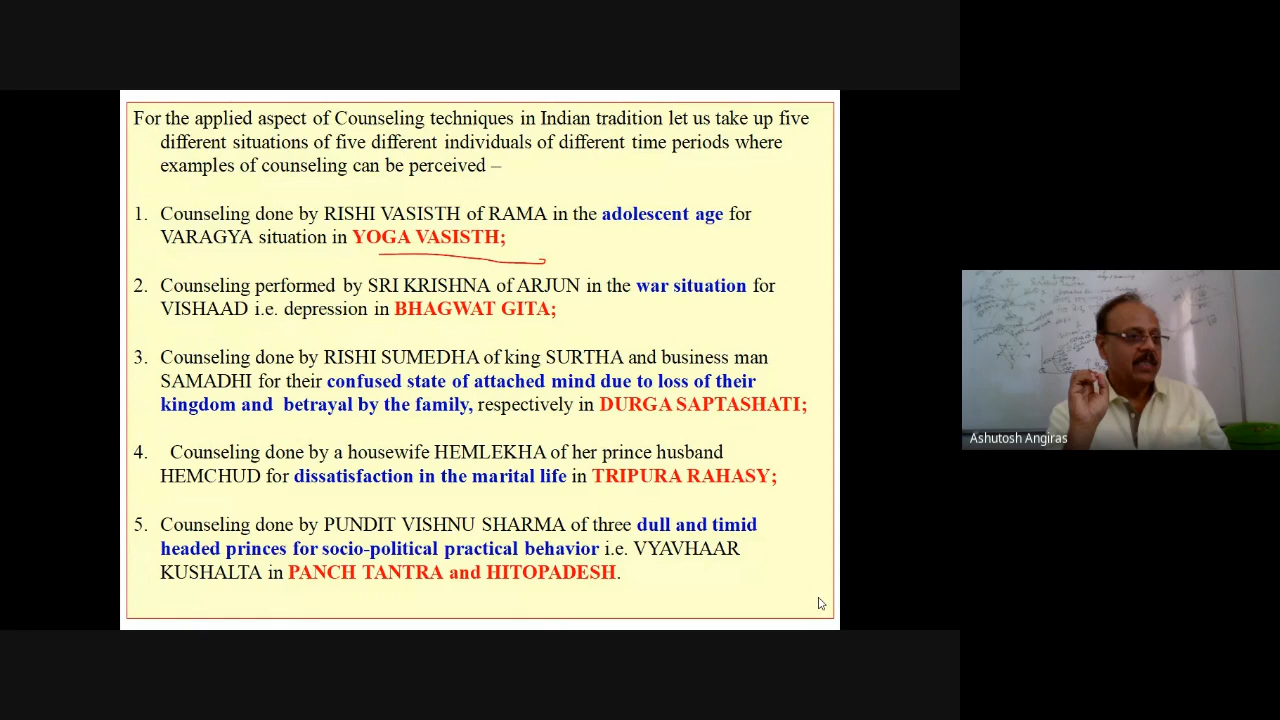 For the applied aspect of Counseling techniques in Indian tradition let us take up five
different situations of five different individuals of different time periods where
examples of counseling can be perceived –
1. Counseling done by RISHI VASISTH of RAMA in the adolescent age for
VARAGYA situation in YOGA VASISTH;
2. Counseling performed by SRI KRISHNA of ARJUN in the war situation for
VISHAAD i.e. depression in BHAGWAT GITA;
3. Counseling done by RISHI SUMEDHA of king SURTHA and business man
SAMADHI for their confused state of attached mind due to loss of their
kingdom and betrayal by the family, respectively in DURGA SAPTASHATI;
4. Counseling done by a housewife HEMLEKHA of her prince husband
HEMCHUD for dissatisfaction in the marital life in TRIPURA RAHASY;
5. Counseling done by PUNDIT VISHNU SHARMA of three dull and timid
headed princes for socio-political practical behavior i.e. VYAVHAAR
KUSHALTA in PANCH TANTRA and HITOPADESH.
Ashutosh Angiras